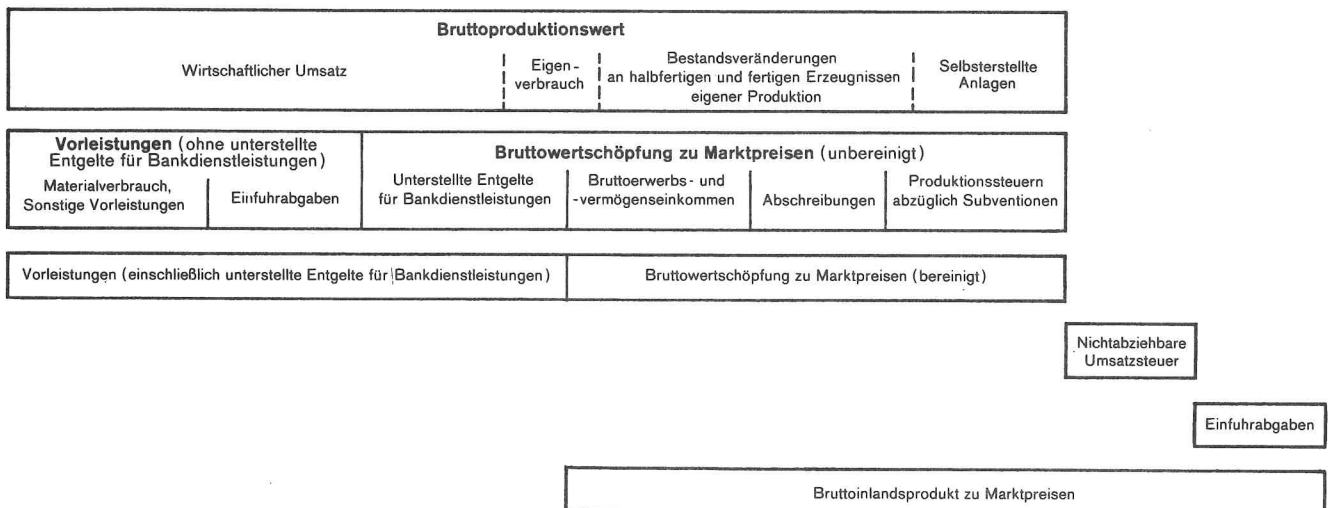 Bruttoproduktionswert
Wirtschaftlicher Umsatz
Eigen-
verbrauch
Bestandsveränderungen
an halbfertigen und fertigen Erzeugnissen
eigener Produktion
Selbsterstellte
Anlagen
Vorleistungen (ohne unterstellte
Entgelte für Bankdienstleistungen)
Materialverbrauch,
Sonstige Vorleistungen
Einfuhrabgaben
Bruttowertschöpfung zu Marktpreisen (unbereinigt)
Unterstellte Entgelte
für Bankdienstleistungen
Bruttoerwerbs- und
-vermögenseinkommen
Abschreibungen
Produktionssteuern
abzüglich Subventionen
Vorleistungen (einschließlich unterstellte Entgelte für Bankdienstleistungen)
Bruttowertschöpfung zu Marktpreisen (bereinigt)
Nichtabziehbare
Umsatzsteuer
Einfuhrabgaben
Bruttoinlandsprodukt zu Marktpreisen